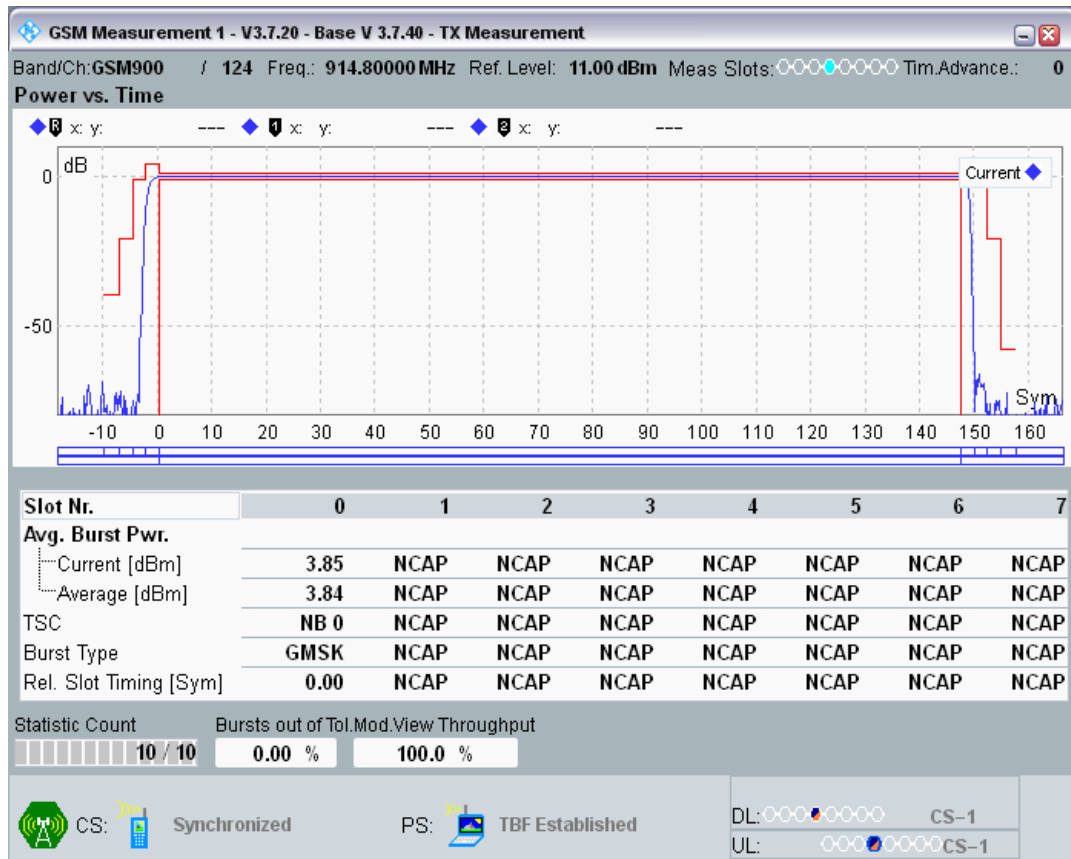 GSM Measurement 1 - V3.7.20 - Base V 3.7.40 - TX Measurement
Band/Ch:GSM900 / 124 Freq.: 914.80000 MHz Ref. Level: 11.00 dBm Meas Slots: Tim.Advance.: 0
Power vs. Time
R x: y: --- 1 x: y: --- 2 x: y: ---
dB
0
Current
-50
Sym
-10 0 10 20 30 40 50 60 70 80 90 100 110 120 130 140 150 160
Slot Nr. 0 1 2 3 4 5 6 7
Avg. Burst Pwr.
Current [dBm] 3.85 NCAP NCAP NCAP NCAP NCAP NCAP NCAP
Average [dBm] 3.84 NCAP NCAP NCAP NCAP NCAP NCAP NCAP
TSC NB 0 NCAP NCAP NCAP NCAP NCAP NCAP NCAP
Burst Type GMSK NCAP NCAP NCAP NCAP NCAP NCAP NCAP
Rel. Slot Timing [Sym] 0.00 NCAP NCAP NCAP NCAP NCAP NCAP NCAP
Statistic Count Bursts out of Tol.Mod.View Throughput
10 / 10 0.00 % 100.0 %
CS: Synchronized PS: TBF Established
DL: CS-1
UL: CS-1